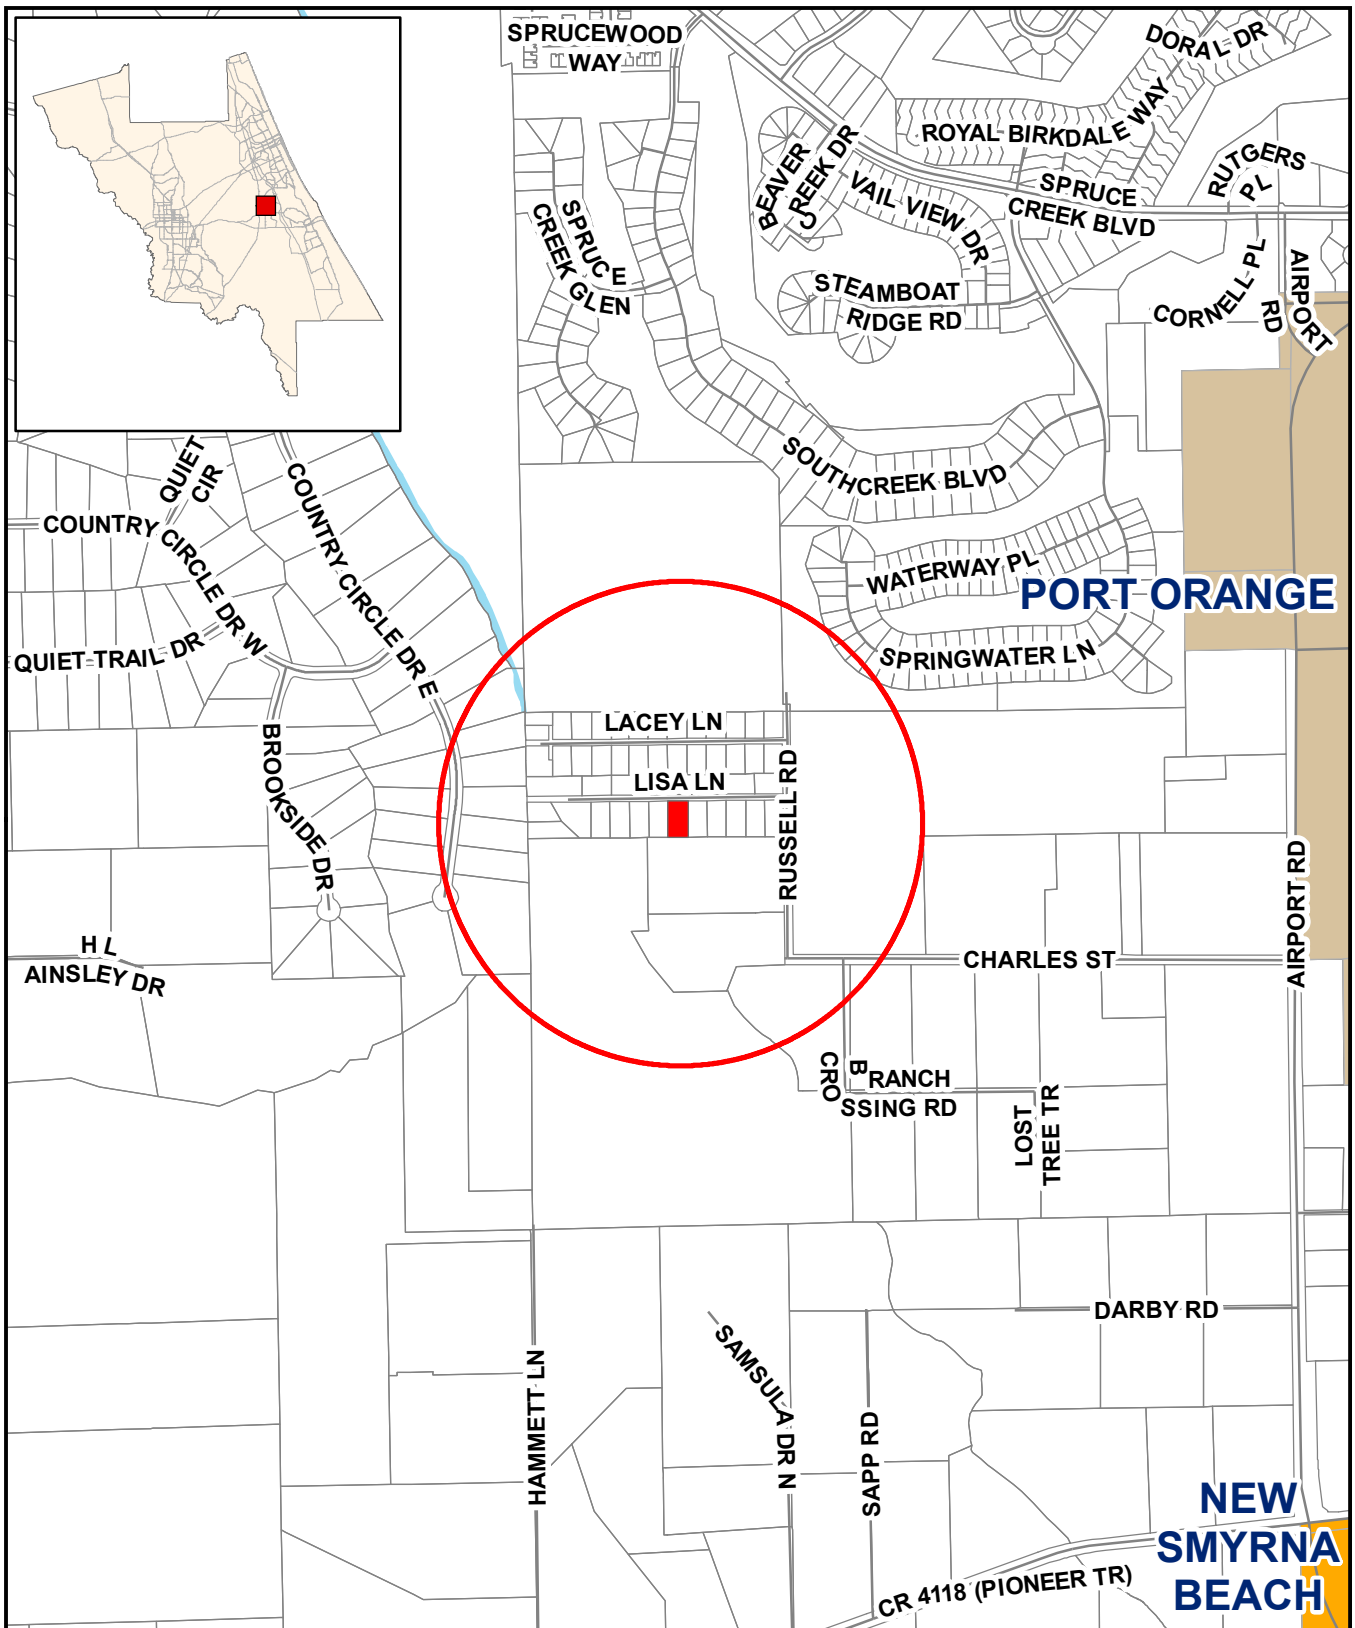 SPRUCEWOOD
WAY
DORAL DR
ROYAL BIRKDALE WAY
RUTGERS
PL
BEAVER
CREEK DR
VAIL VIEW DR
SPRUCE
CREEK BLVD
SPRUCE
CREEK GLEN
STEAMBOAT
RIDGE RD
CORNELL PL
AIRPORT
RD
QUIET
CIR
COUNTRY CIRCLE DR W
COUNTRY CIRCLE DR E
SOUTHCREEK BLVD
WATERWAY PL
PORT ORANGE
QUIET TRAIL DR
SPRINGWATER LN
LACEY LN
LISA LN
BROOKSIDE DR
RUSSELL RD
AIRPORT RD
H L
AINSLEY DR
CHARLES ST
BRANCH
CROSSING RD
LOST
TREE TR
DARBY RD
HAMMETT LN
SAMSULA DR N
SAPP RD
NEW
SMYRNA
BEACH
CR 4118 (PIONEER TR)